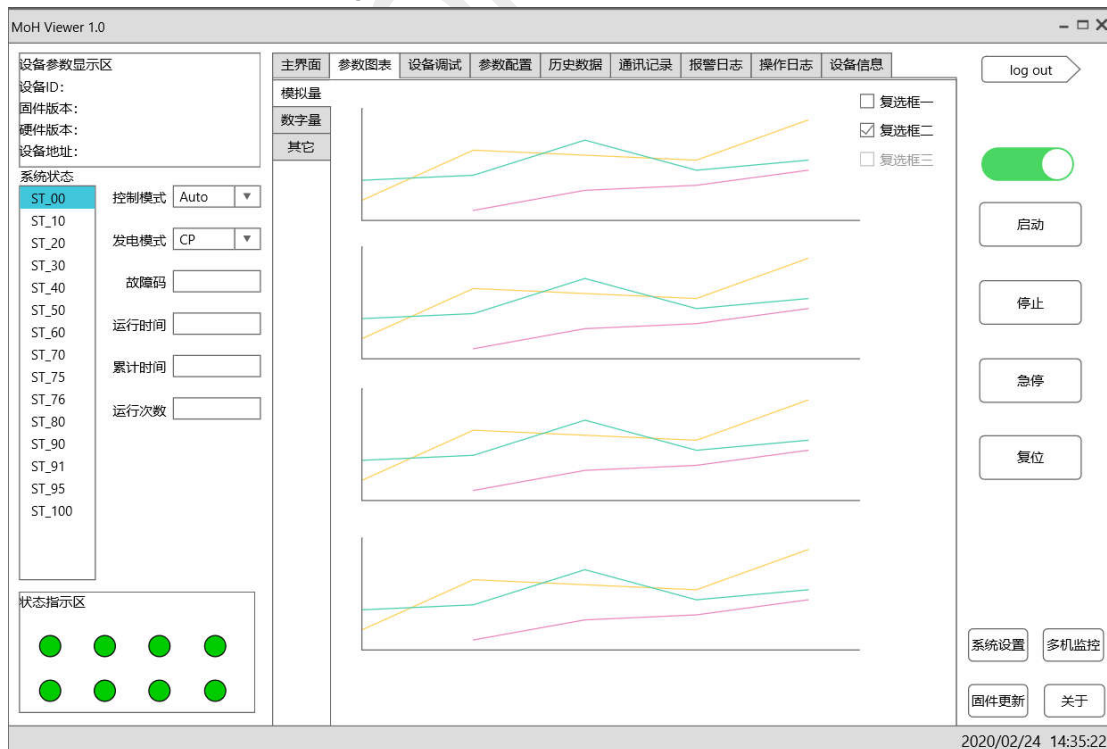 MoH Viewer 1.0
设备参数显示区
设备ID:
固件版本:
硬件版本:
设备地址:
系统状态
ST_00
ST_10
ST_20
ST_30
ST_40
ST_50
ST_60
ST_70
ST_75
ST_76
ST_80
ST_90
ST_91
ST_95
ST_100
控制模式 Auto
发电模式 CP
故障码
运行时间
累计时间
运行次数
状态指示区
主界面 参数图表 设备调试 参数配置 历史数据 通讯记录 报警日志 操作日志 设备信息
模拟量
数字量
其它
复选框一
复选框二
复选框三
log out
启动
停止
急停
复位
系统设置 多机监控
固件更新 关于
2020/02/24 14:35:22